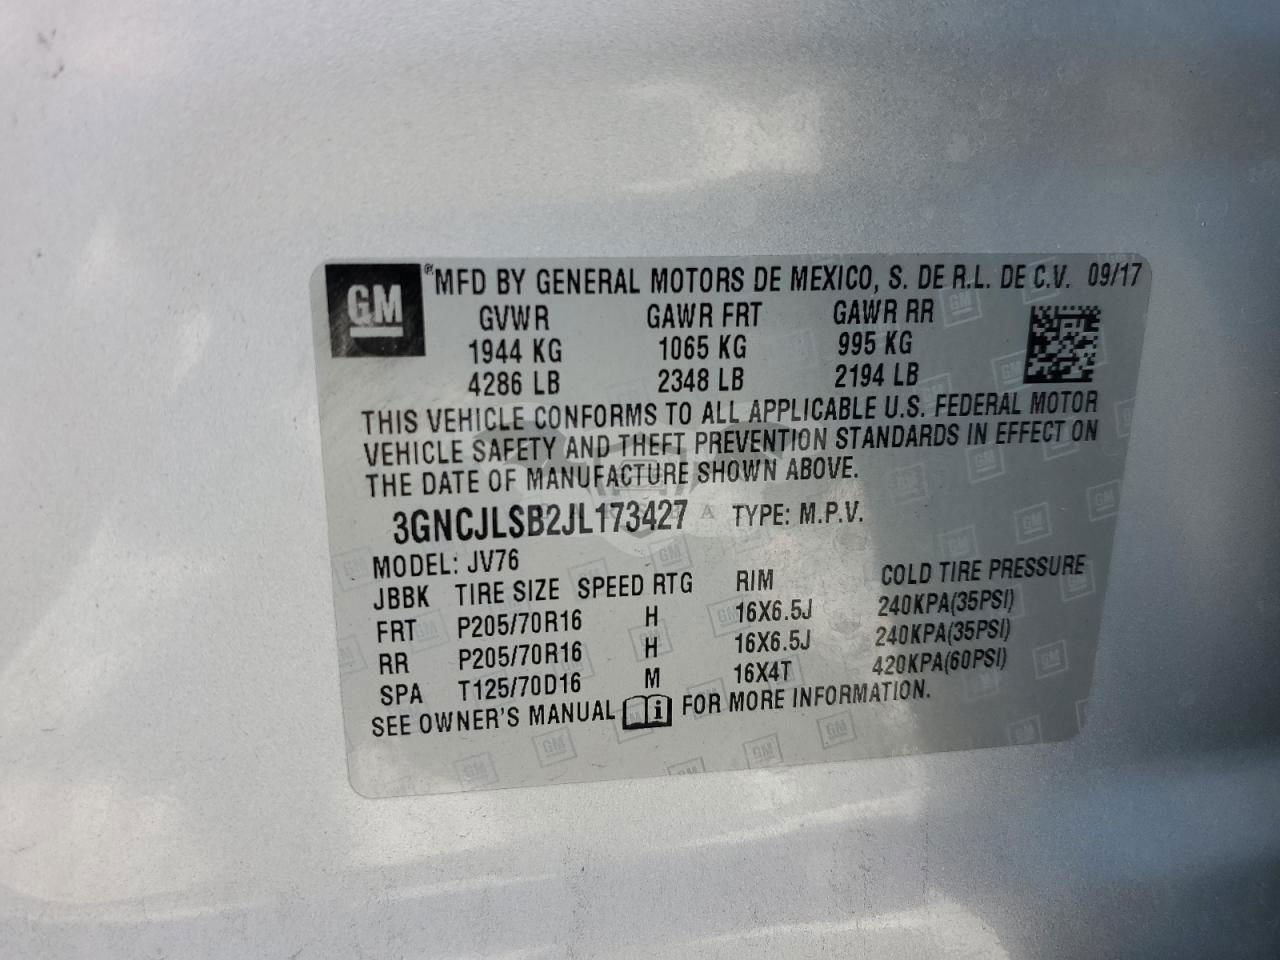 GM ® MFD BY GENERAL MOTORS DE MEXICO, S. DE R.L. DE C.V. 09/17
GVWR GAWR FRT GAWR RR
1944 KG 1065 KG 995 KG
4286 LB 2348 LB 2194 LB
THIS VEHICLE CONFORMS TO ALL APPLICABLE U.S. FEDERAL MOTOR
VEHICLE SAFETY AND THEFT PREVENTION STANDARDS IN EFFECT ON
THE DATE OF MANUFACTURE SHOWN ABOVE.
3GNCJLSB2JL173427 TYPE: M.P.V.
MODEL: JV76
JBBK TIRE SIZE SPEED RTG RIM COLD TIRE PRESSURE
FRT P205/70R16 H 16X6.5J 240KPA(35PSI)
RR P205/70R16 H 16X6.5J 240KPA(35PSI)
SPA T125/70D16 M 16X4T 420KPA(60PSI)
SEE OWNER'S MANUAL i FOR MORE INFORMATION.